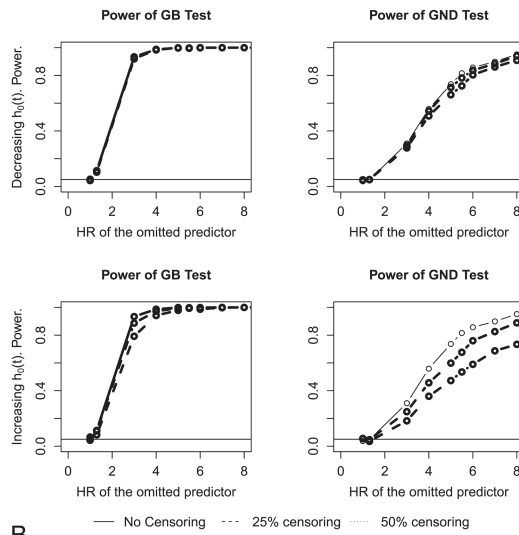 Power of GB Test
Power of GND Test
Decreasing h0(t). Power.
0.0 0.4 0.8
0 2 4 6 8
HR of the omitted predictor
0.0 0.4 0.8
0 2 4 6 8
HR of the omitted predictor
Power of GB Test
Power of GND Test
Increasing h0(t). Power.
0.0 0.4 0.8
0 2 4 6 8
HR of the omitted predictor
0.0 0.4 0.8
0 2 4 6 8
HR of the omitted predictor
No Censoring 25% censoring 50% censoring